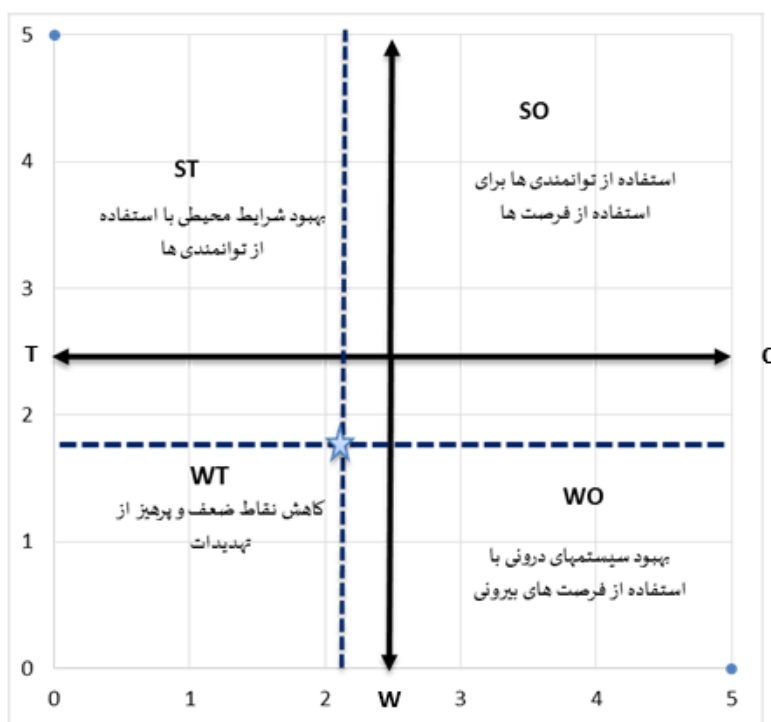 5
SO
4
ST
استفاده از توانمندی ها برای
استفاده از فرصت ها
بهبود شرایط محیطی با استفاده
از توانمندی ها
3
T
O
2
WT
کاهش نقاط ضعف و پرهیز از
تهدیدات
WO
1
بهبود سیستمهای درونی با
استفاده از فرصت های بیرونی
0
0 1 2 W 3 4 5